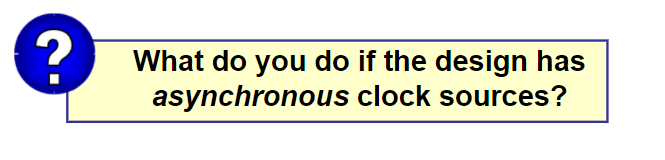 ?
What do you do if the design has
asynchronous clock sources?